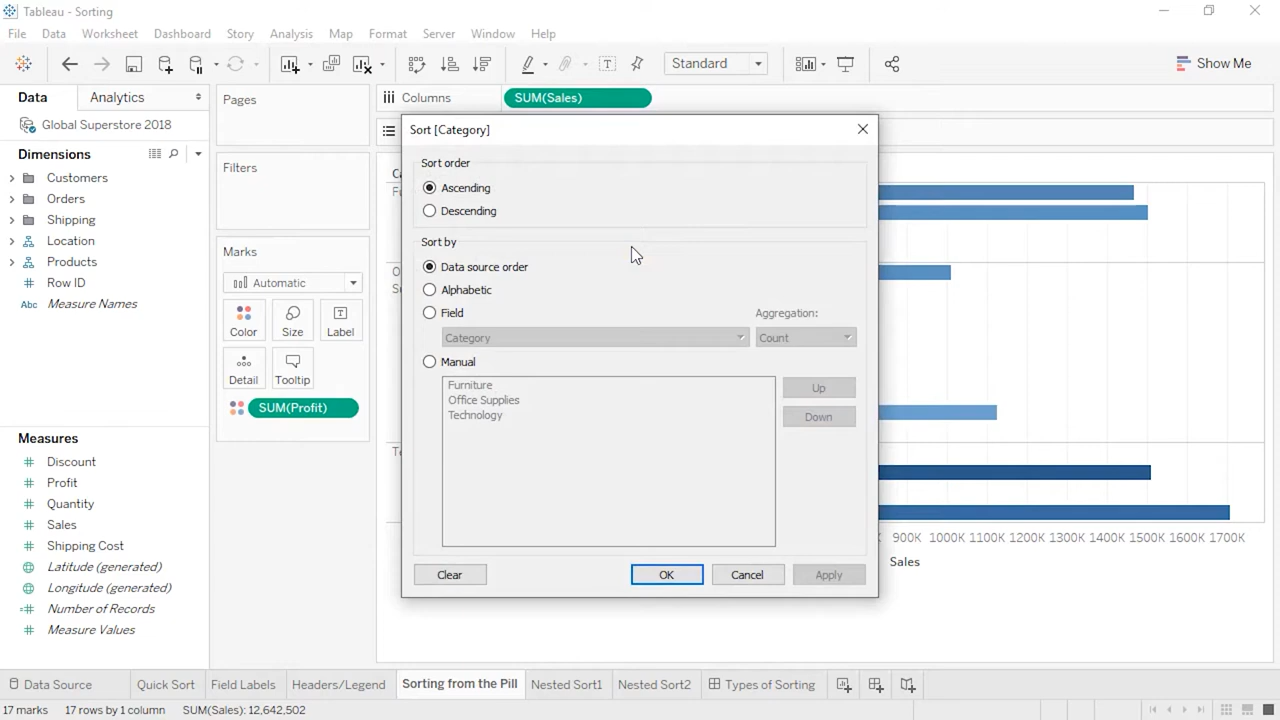 Tableau - Sorting
File Data Worksheet Dashboard Story Analysis Map Format Server Window Help
Standard
Show Me
Data Analytics
Global Superstore 2018
Dimensions
Customers
Orders
Shipping
Location
Products
Row ID
Abc Measure Names
Measures
Discount
Profit
Quantity
Sales
Shipping Cost
Latitude (generated)
Longitude (generated)
Number of Records
Measure Values
Pages
Filters
Marks
Automatic
Color Size Label
Detail Tooltip
SUM(Profit)
Columns SUM(Sales)
Sort [Category]
Sort order
Ascending
Descending
Sort by
Data source order
Alphabetic
Field
Aggregation:
Category Count
Manual
Furniture
Office Supplies
Technology
Up
Down
Clear OK Cancel Apply
900K 1000K 1100K 1200K 1300K 1400K 1500K 1600K 1700K
Sales
Data Source Quick Sort Field Labels Headers/Legend Sorting from the Pill Nested Sort1 Nested Sort2 Types of Sorting
17 marks 17 rows by 1 column SUM(Sales): 12,642,502